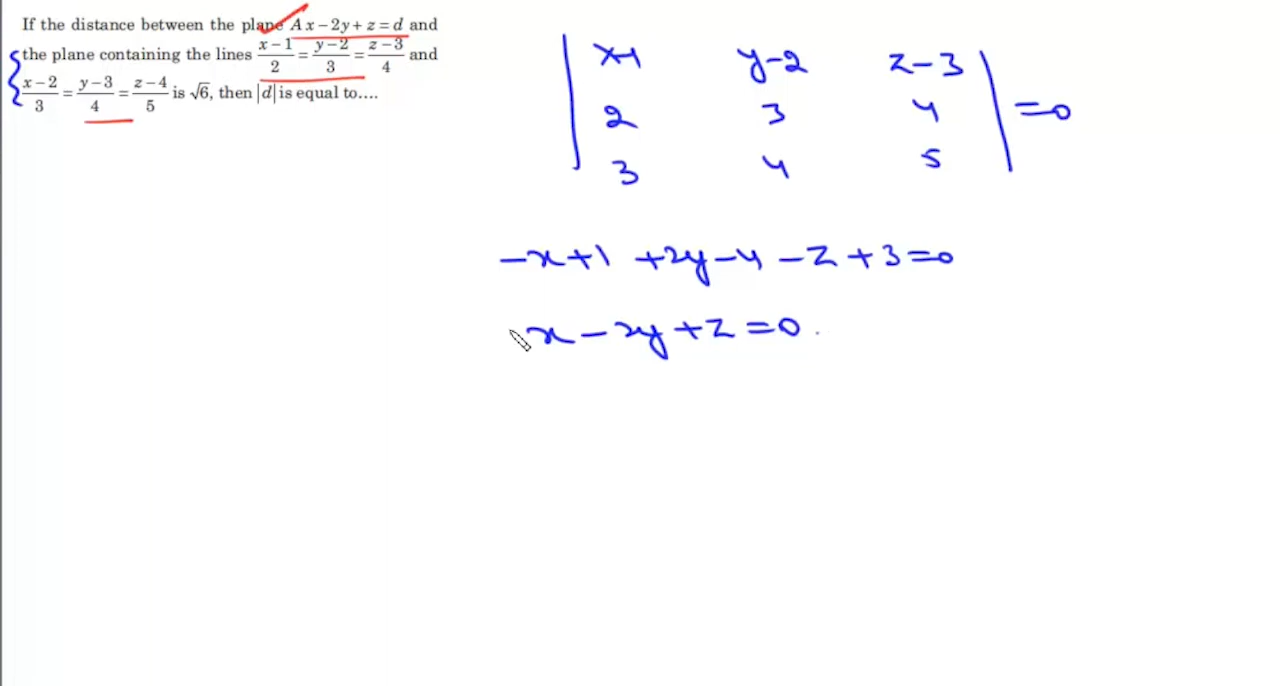 If the distance between the plane Ax − 2y + z = d and
the plane containing the lines (x−1)/2 = (y−2)/3 = (z−3)/4 and
(x−2)/3 = (y−3)/4 = (z−4)/5 is √6, then |d| is equal to....
| x-1 y-2 z-3 |
| 2 3 4 | =0
| 3 4 5 |
-x+1 +2y-4 -z+3=0
x-2y+z=0.